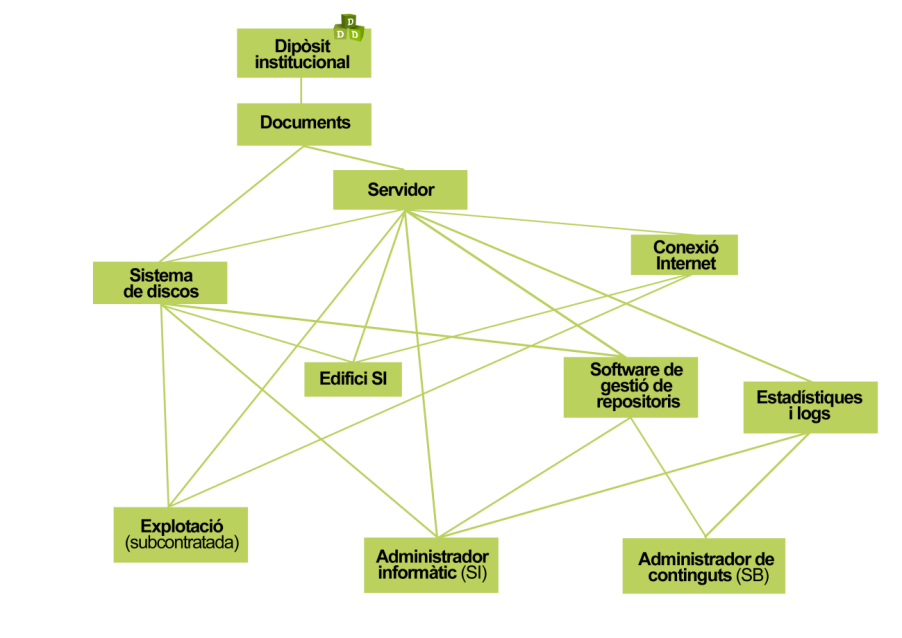 D
D D
Dipòsit
institucional
Documents
Servidor
Conexió
Internet
Sistema
de discos
Edifici SI
Software de
gestió de
repositoris
Estadístiques
i logs
Explotació
(subcontratada)
Administrador
informàtic (SI)
Administrador de
continguts (SB)